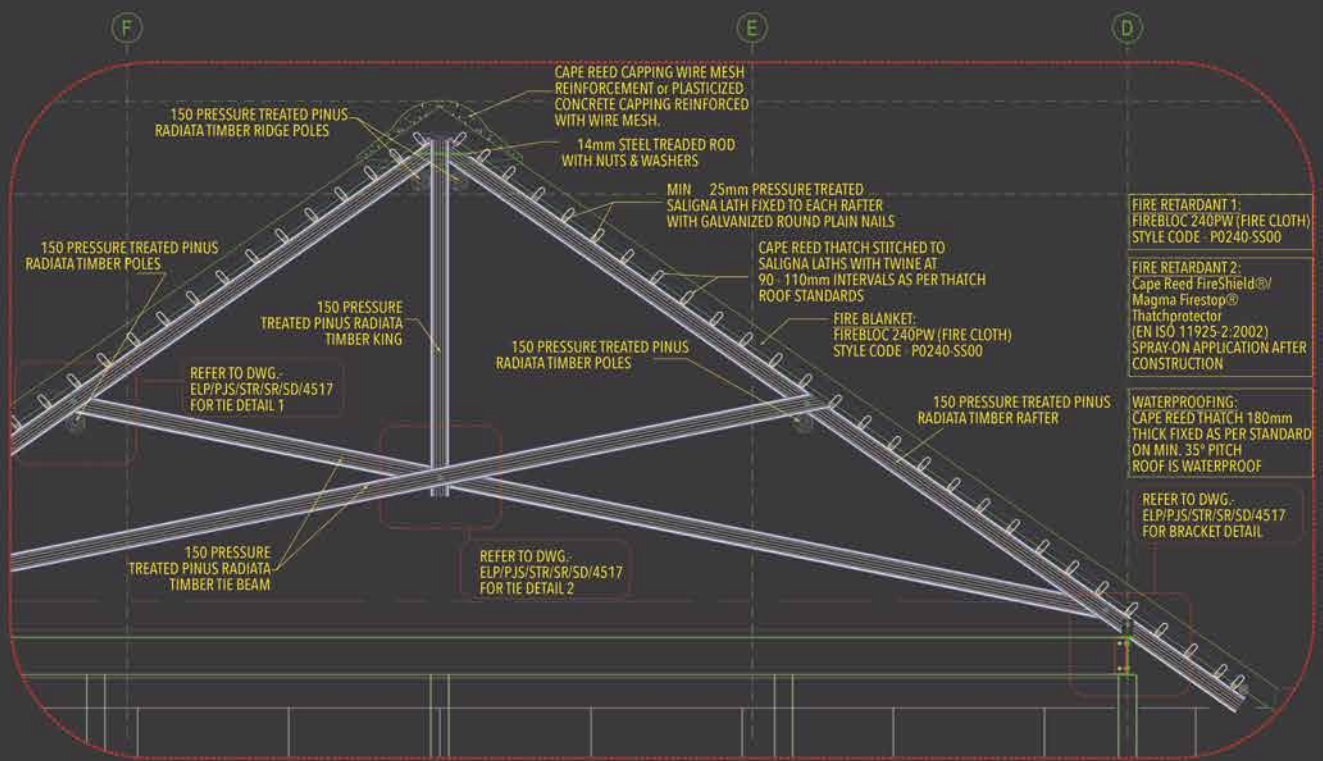 F
E
D
CAPE REED CAPPING WIRE MESH
REINFORCEMENT or PLASTICIZED
CONCRETE CAPPING REINFORCED
WITH WIRE MESH.
150 PRESSURE TREATED PINUS
RADIATA TIMBER RIDGE POLES
14mm STEEL TREADED ROD
WITH NUTS & WASHERS
MIN 25mm PRESSURE TREATED
SALIGNA LATH FIXED TO EACH RAFTER
WITH GALVANIZED ROUND PLAIN NAILS
FIRE RETARDANT 1:
FIREBLOC 240PW (FIRE CLOTH)
STYLE CODE - P0240-SS00
150 PRESSURE TREATED PINUS
RADIATA TIMBER POLES
CAPE REED THATCH STITCHED TO
SALIGNA LATHS WITH TWINE AT
90 - 110mm INTERVALS AS PER THATCH
ROOF STANDARDS
FIRE RETARDANT 2:
Cape Reed FireShield®/
Magma Firestop®
Thatchprotector
(EN ISO 11925-2:2002)
SPRAY-ON APPLICATION AFTER
CONSTRUCTION
150 PRESSURE
TREATED PINUS RADIATA
TIMBER KING
FIRE BLANKET:
FIREBLOC 240PW (FIRE CLOTH)
STYLE CODE - P0240-SS00
150 PRESSURE TREATED PINUS
RADIATA TIMBER POLES
REFER TO DWG.-
ELP/PJS/STR/SR/SD/4517
FOR TIE DETAIL 1
150 PRESSURE TREATED PINUS
RADIATA TIMBER RAFTER
WATERPROOFING:
CAPE REED THATCH 180mm
THICK FIXED AS PER STANDARD
ON MIN. 35° PITCH
ROOF IS WATERPROOF
REFER TO DWG.-
ELP/PJS/STR/SR/SD/4517
FOR BRACKET DETAIL
150 PRESSURE
TREATED PINUS RADIATA
TIMBER TIE BEAM
REFER TO DWG.-
ELP/PJS/STR/SR/SD/4517
FOR TIE DETAIL 2